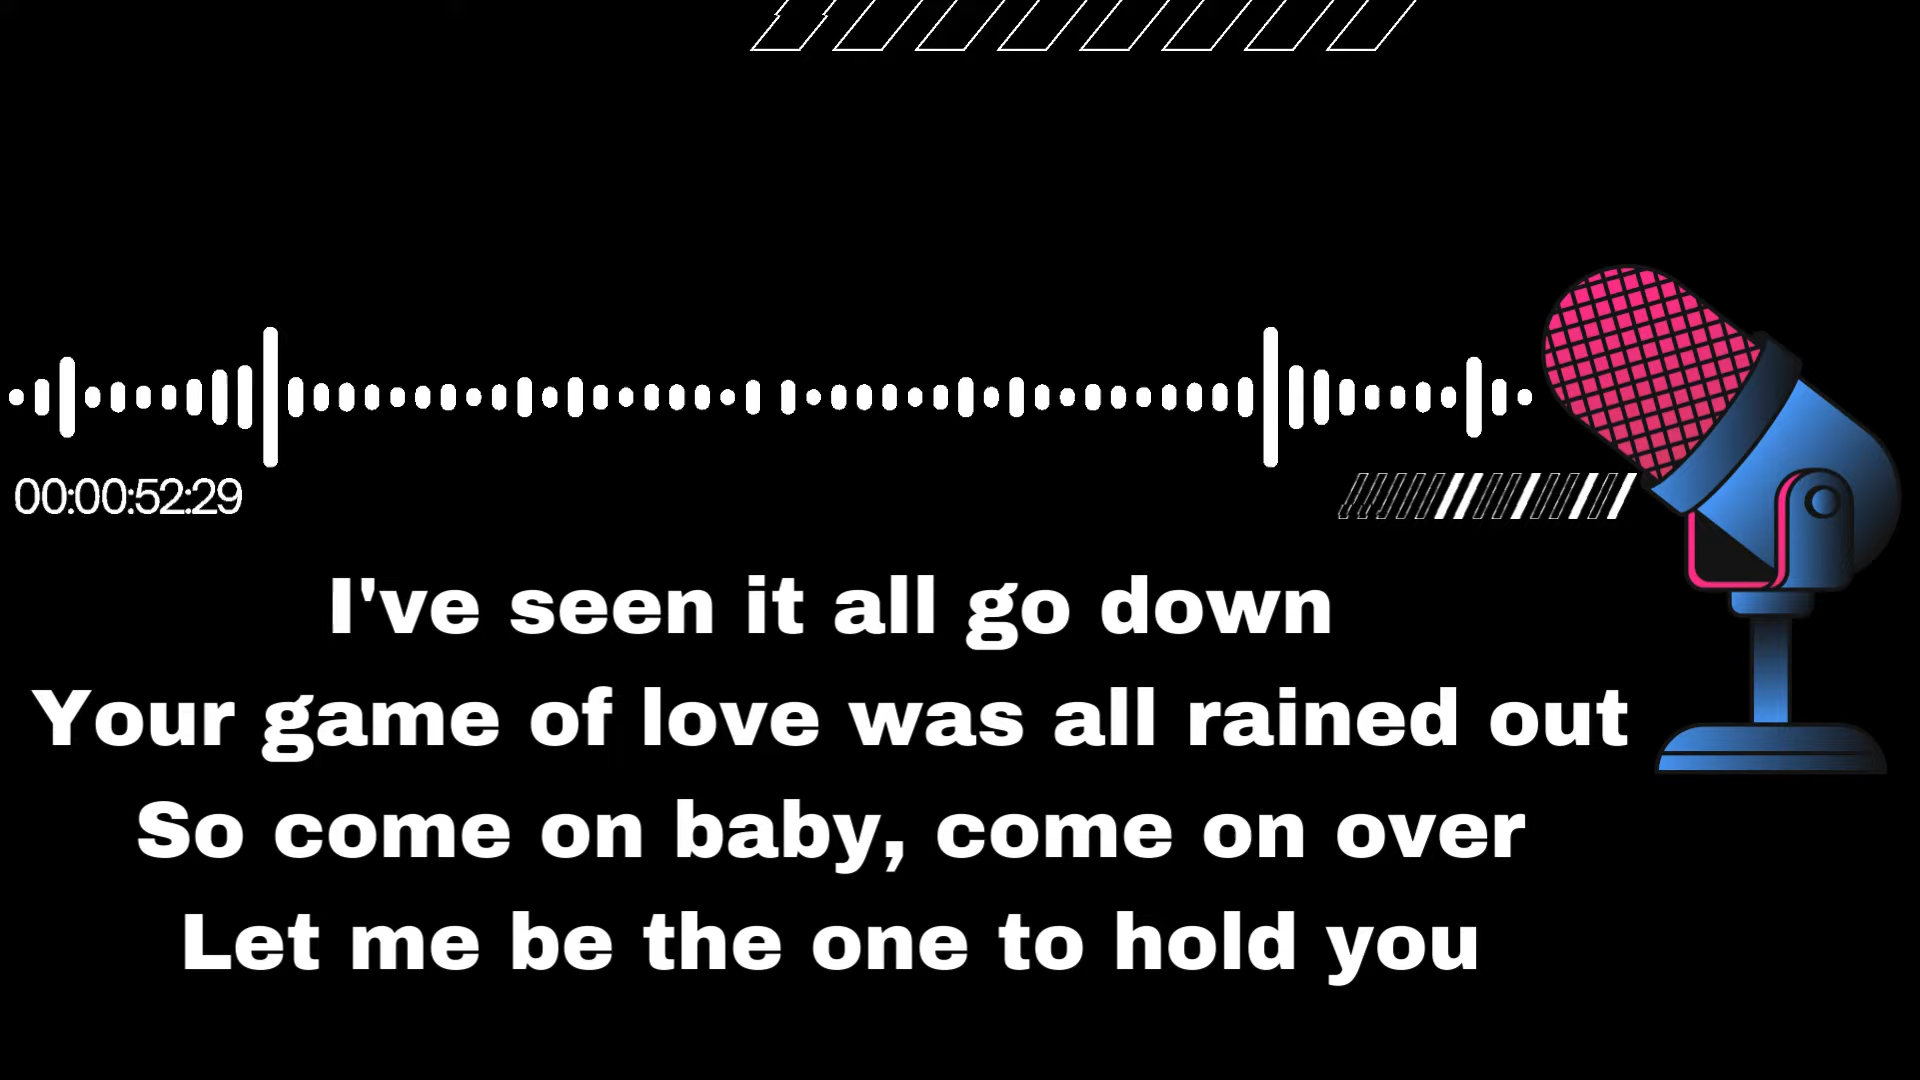 00:00:52:29
I've seen it all go down
Your game of love was all rained out
So come on baby, come on over
Let me be the one to hold you